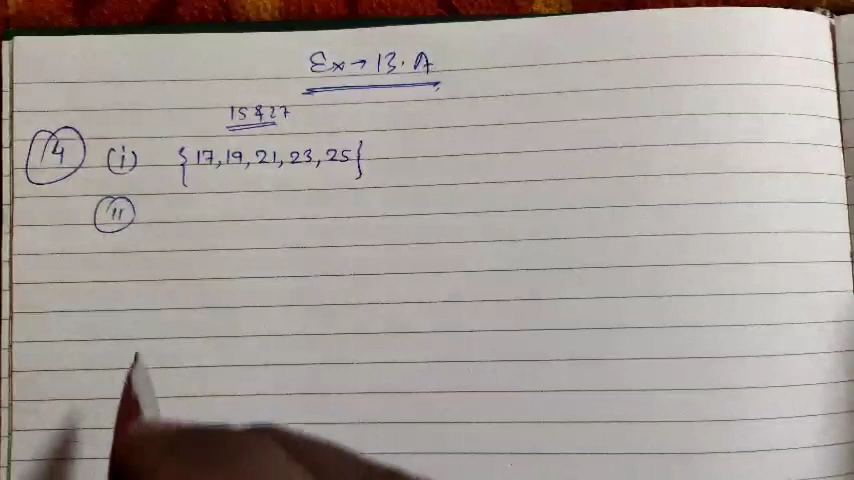 Ex→13.A
15 & 27
4 (i) {17,19,21,23,25}
(ii)